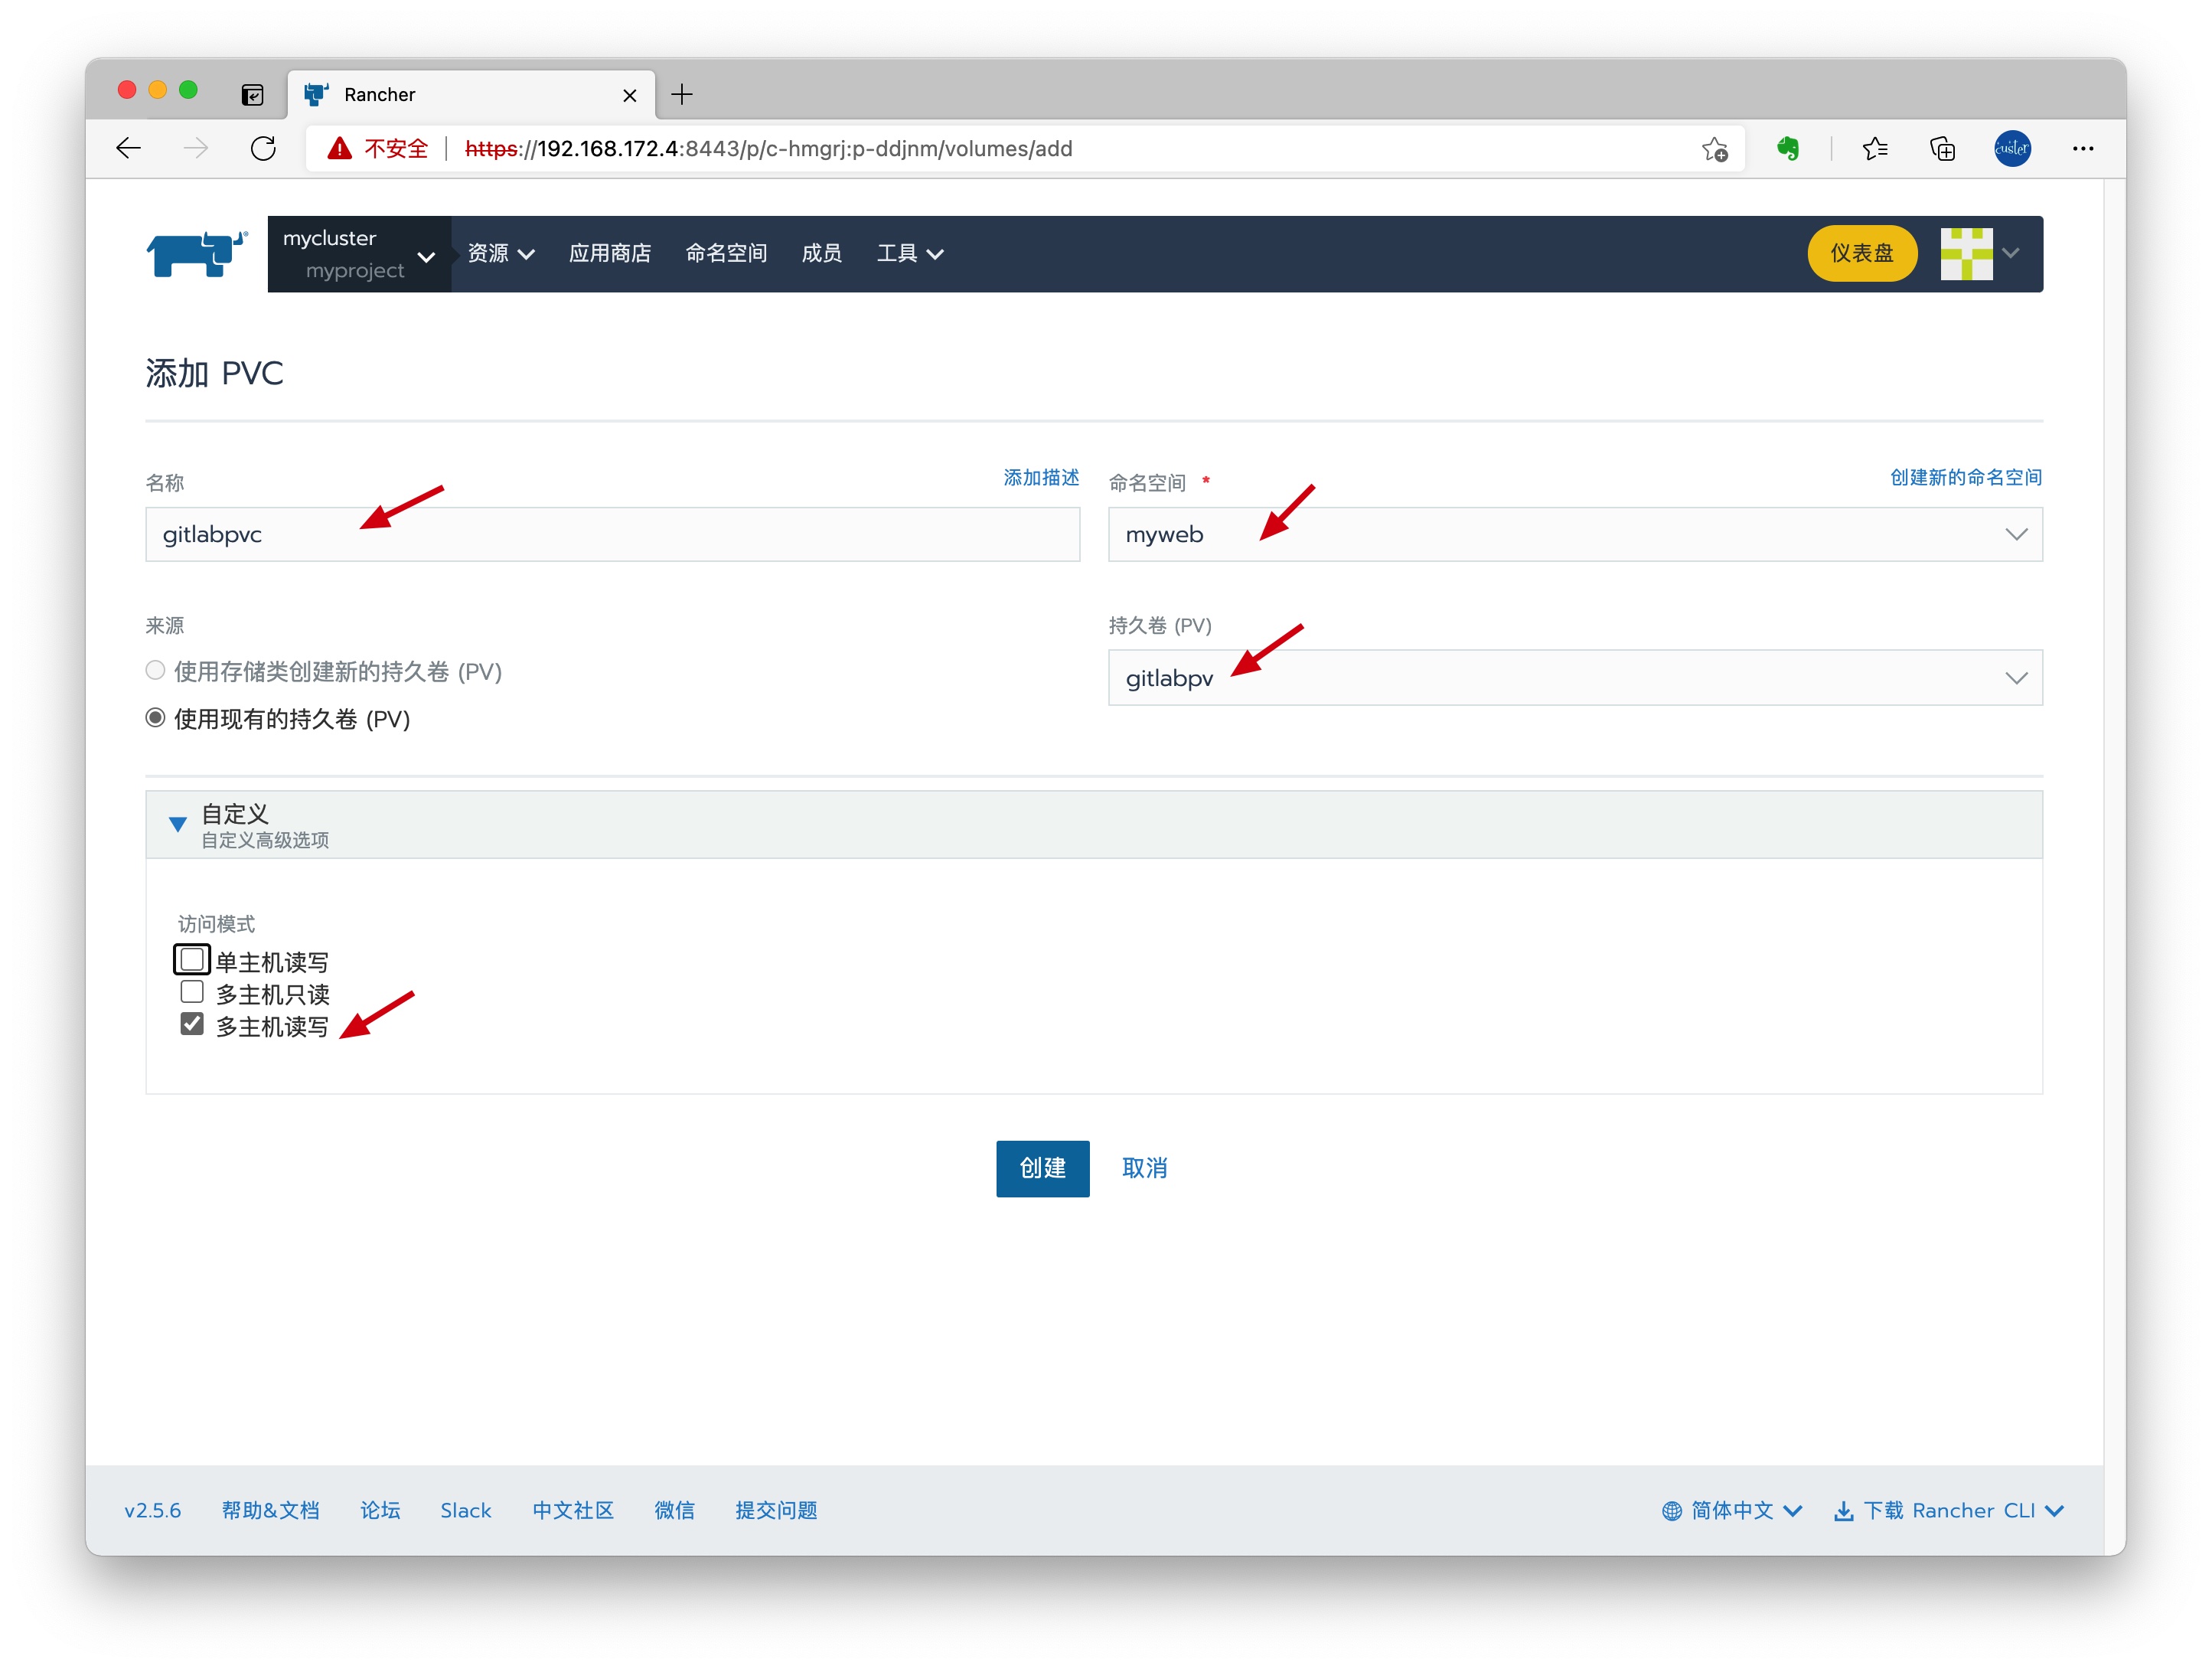 Rancher
不安全 https://192.168.172.4:8443/p/c-hmgrj:p-ddjnm/volumes/add
custer
mycluster
myproject
资源 应用商店 命名空间 成员 工具 仪表盘
添加 PVC
名称 添加描述
gitlabpvc
命名空间 * 创建新的命名空间
myweb
来源
使用存储类创建新的持久卷 (PV)
使用现有的持久卷 (PV)
持久卷 (PV)
gitlabpv
自定义
自定义高级选项
访问模式
单主机读写
多主机只读
多主机读写
创建 取消
v2.5.6 帮助&文档 论坛 Slack 中文社区 微信 提交问题 简体中文 下载 Rancher CLI